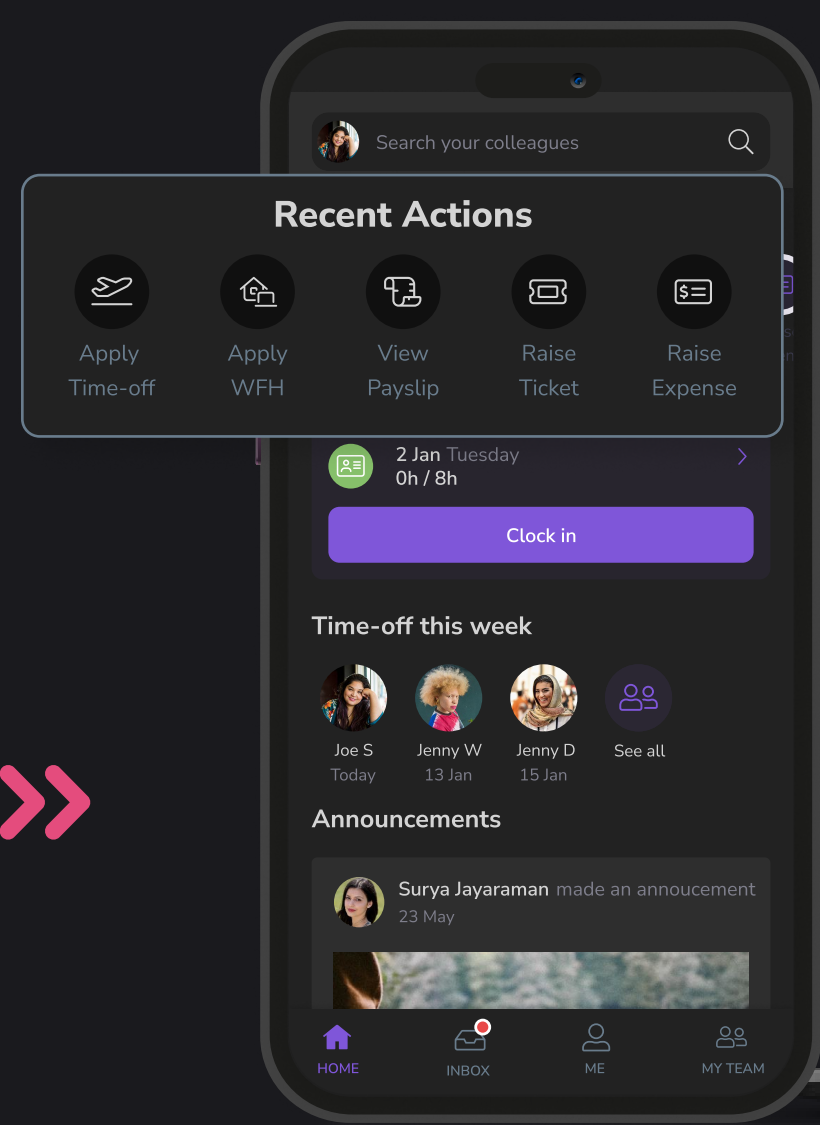 Search your colleagues
Recent Actions
Apply
Time-off
Apply
WFH
View
Payslip
Raise
Ticket
Raise
Expense
2 Jan Tuesday
0h / 8h
Clock in
Time-off this week
Joe S
Today
Jenny W
13 Jan
Jenny D
15 Jan
See all
Announcements
Surya Jayaraman made an annoucement
23 May
HOME
INBOX
ME
MY TEAM